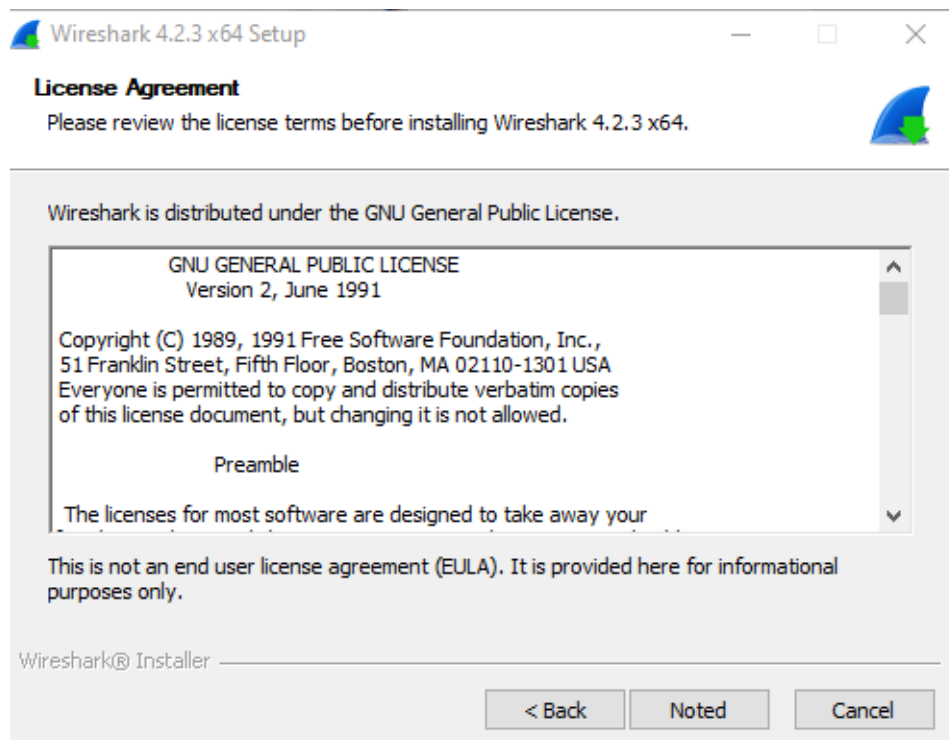 Wireshark 4.2.3 x64 Setup
License Agreement
Please review the license terms before installing Wireshark 4.2.3 x64.
Wireshark is distributed under the GNU General Public License.
GNU GENERAL PUBLIC LICENSE
Version 2, June 1991
Copyright (C) 1989, 1991 Free Software Foundation, Inc.,
51 Franklin Street, Fifth Floor, Boston, MA 02110-1301 USA
Everyone is permitted to copy and distribute verbatim copies
of this license document, but changing it is not allowed.
Preamble
The licenses for most software are designed to take away your
This is not an end user license agreement (EULA). It is provided here for informational
purposes only.
Wireshark® Installer
< Back Noted Cancel